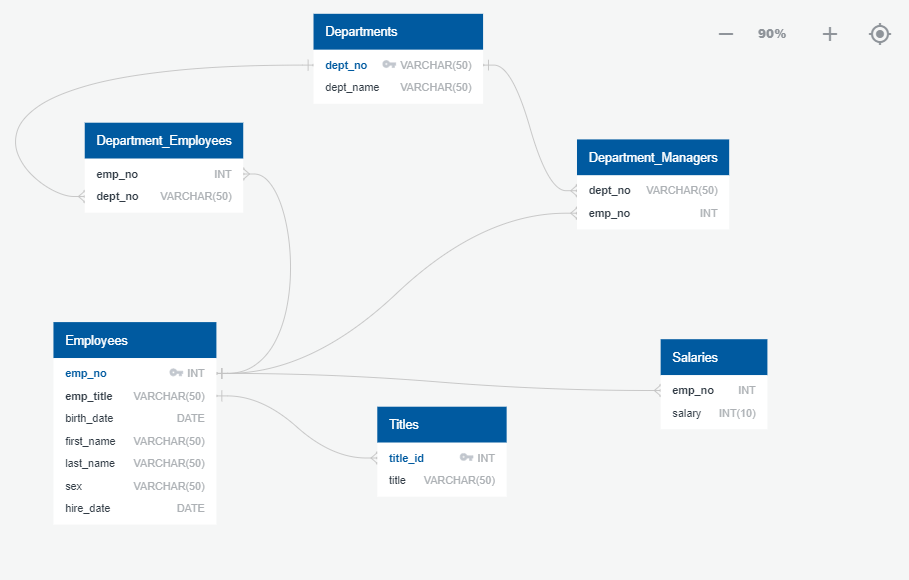 Departments
dept_no VARCHAR(50)
dept_name VARCHAR(50)
90%
Department_Employees
emp_no INT
dept_no VARCHAR(50)
Department_Managers
dept_no VARCHAR(50)
emp_no INT
Employees
emp_no INT
emp_title VARCHAR(50)
birth_date DATE
first_name VARCHAR(50)
last_name VARCHAR(50)
sex VARCHAR(50)
hire_date DATE
Titles
title_id INT
title VARCHAR(50)
Salaries
emp_no INT
salary INT(10)